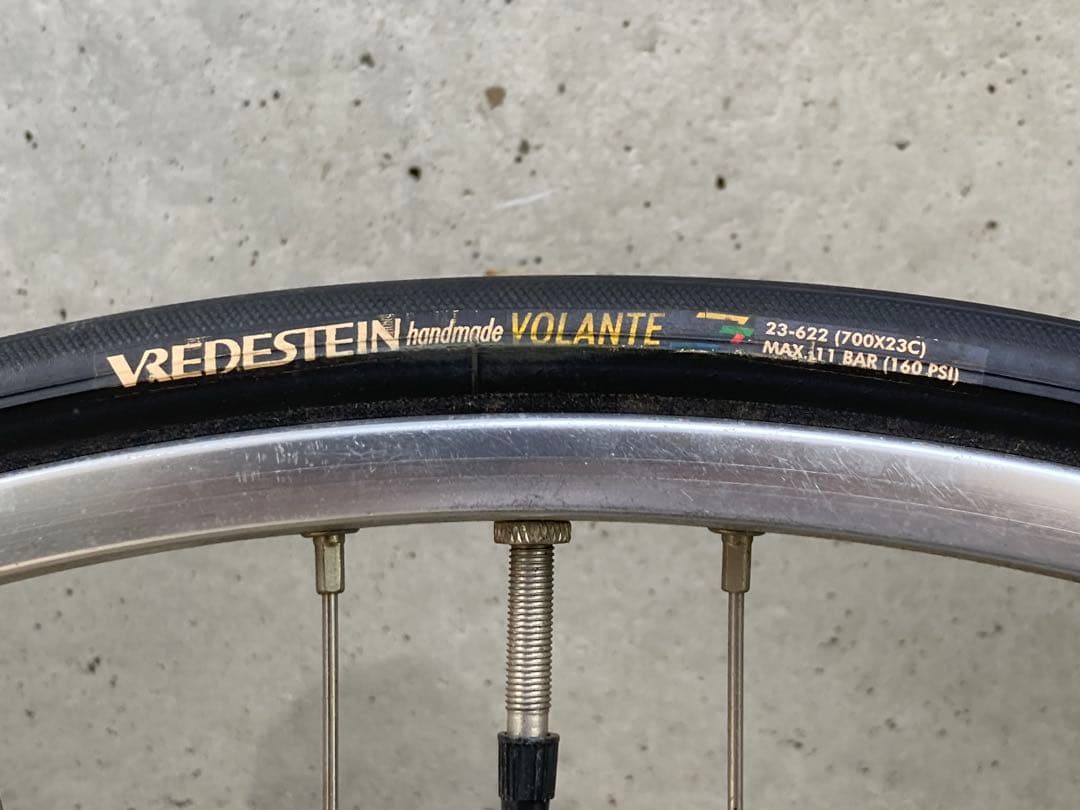 VREDESTEIN handmade VOLANTE
23-622 (700X23C)
MAX. 11 BAR (160 PSI)